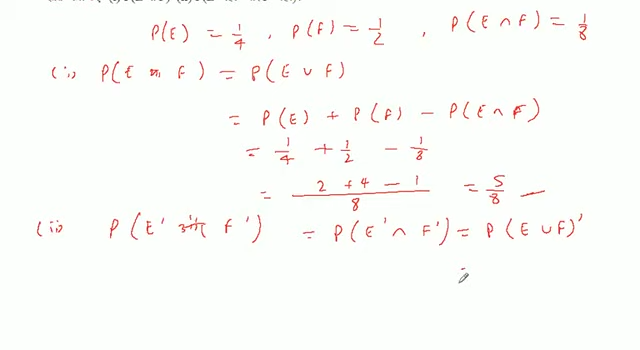 P(E) = 1/4 , P(F) = 1/2 , P(E ∩ F) = 1/8
(i) P(E F) = P(E ∪ F)
= P(E) + P(F) - P(E ∩ F)
= 1/4 + 1/2 - 1/8
= (2 + 4 - 1)/8 = 5/8
(ii) P(E' F') = P(E' ∩ F') = P(E ∪ F)'
=